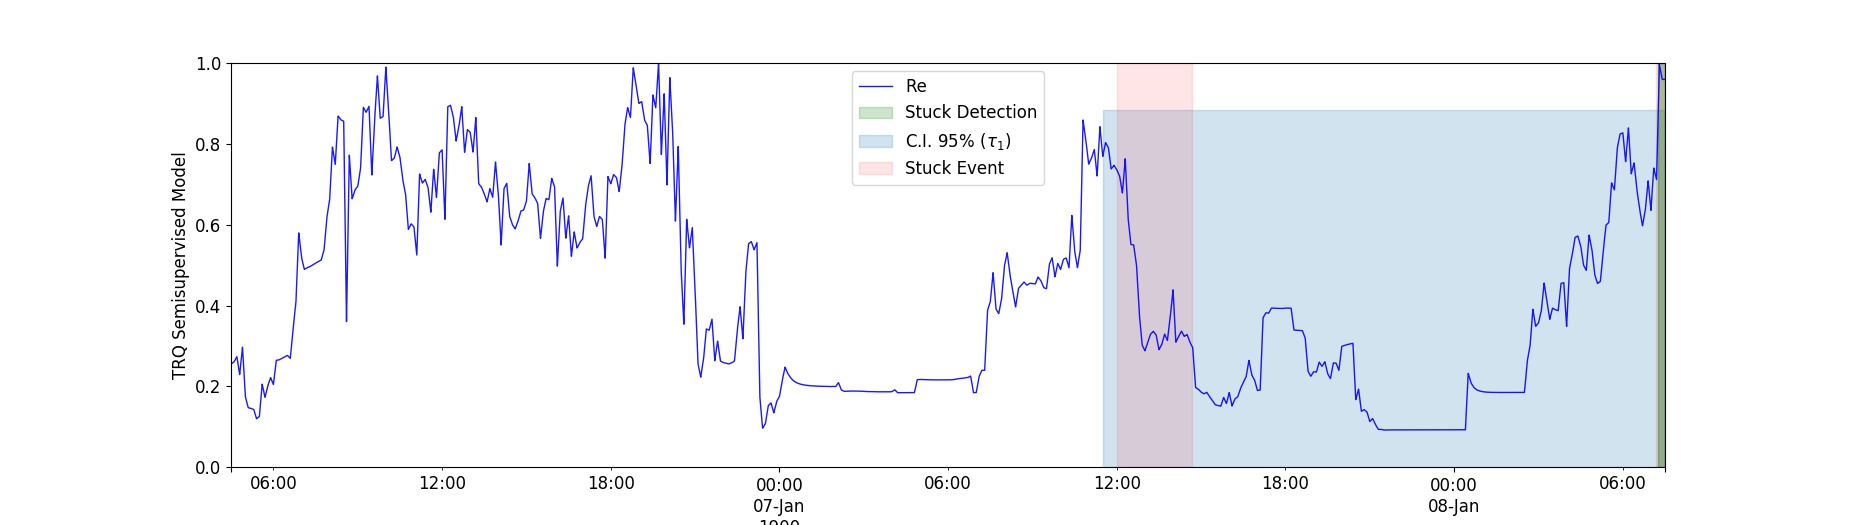 1.0
0.8
0.6
0.4
0.2
0.0
TRQ Semisupervised Model
Re
Stuck Detection
C.I. 95% (τ₁)
Stuck Event
06:00 12:00 18:00 00:00 06:00 12:00 18:00 00:00 06:00
07-Jan 08-Jan
1900